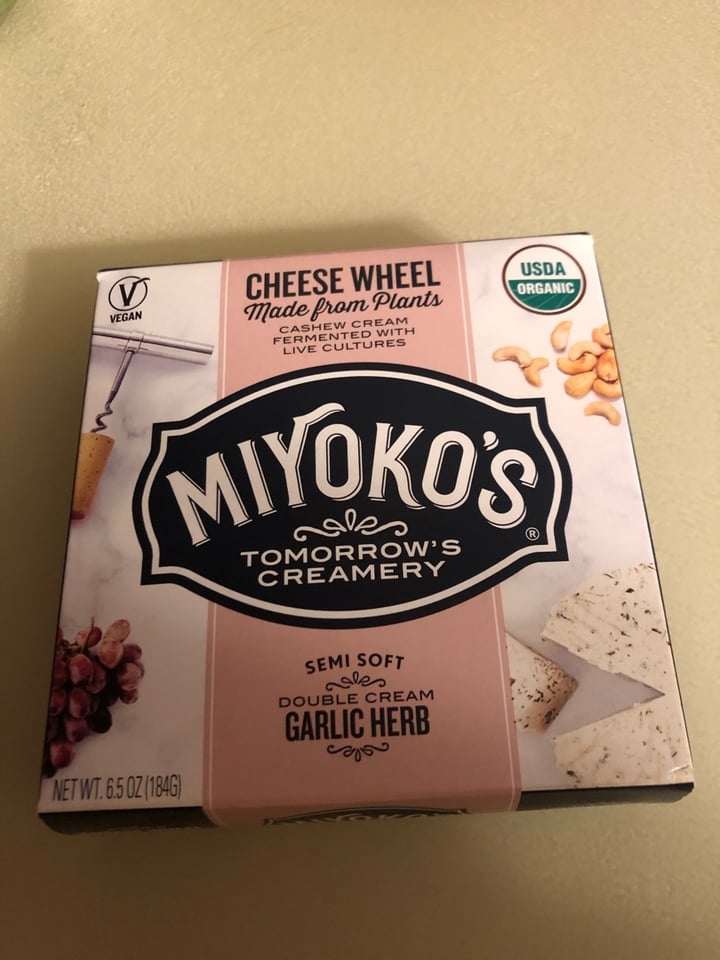 CHEESE WHEEL
Made from Plants
CASHEW CREAM
FERMENTED WITH
LIVE CULTURES
V
VEGAN
USDA
ORGANIC
MIYOKO'S
®
TOMORROW'S
CREAMERY
SEMI SOFT
DOUBLE CREAM
GARLIC HERB
NET WT. 6.5 OZ (184G)